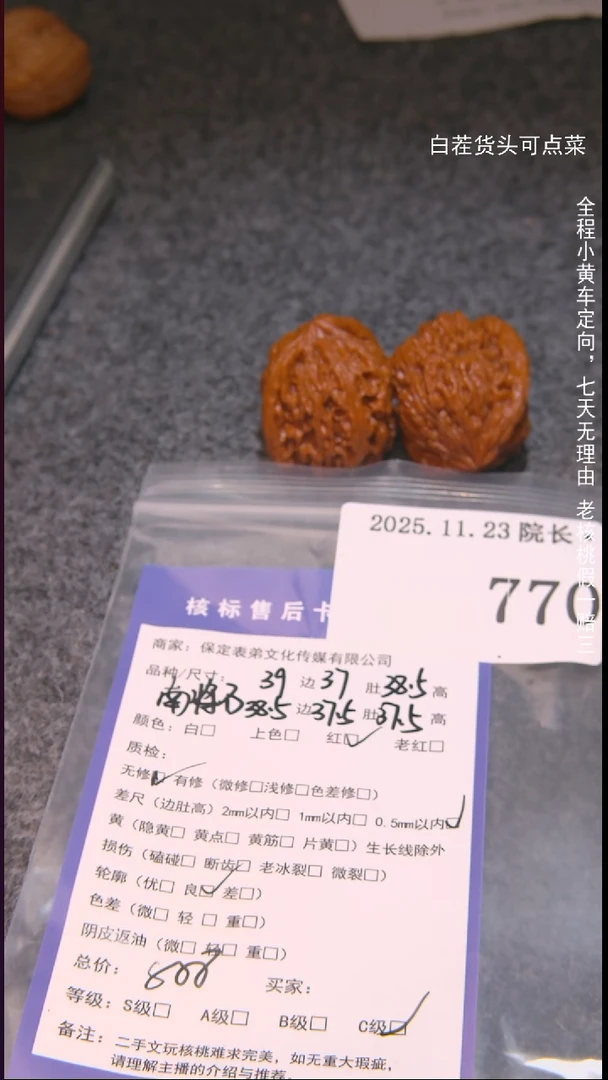 白茬货头可点菜
全程小黄车定向，七天无理由 老核桃假一赔三
2025.11.23 院长
770
核标售后卡
商家：保定表弟文化传媒有限公司
品种/尺寸： 39 边 37 肚 38.5 高
南将石 38.5 边 37.5 肚 37.5 高
颜色：白□ 上色□ 红☑ 老红□
质检：
无修☑ 有修（微修□浅修□色差修□）
差尺（边肚高）2mm以内□ 1mm以内□ 0.5mm以内☑
黄（隐黄□ 黄点□ 黄筋□ 片黄□）生长线除外
损伤（磕碰□ 断齿□ 老冰裂□ 微裂□）
轮廓（优□ 良☑ 差□）
色差（微□ 轻 □ 重□）
阴皮返油（微□ 轻□ 重□）
总价：800 买家：
等级：S级□ A级□ B级□ C级☑
备注：二手文玩核桃难求完美，如无重大瑕疵，
请理解主播的介绍与推荐。